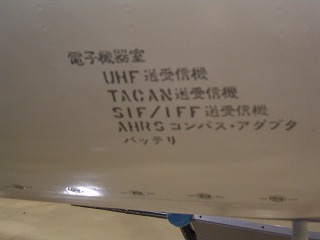 電子機器室
UHF送受信機
TACAN送受信機
SIF/IFF送受信機
AHRSコンパス・アダプタ
バッテリ